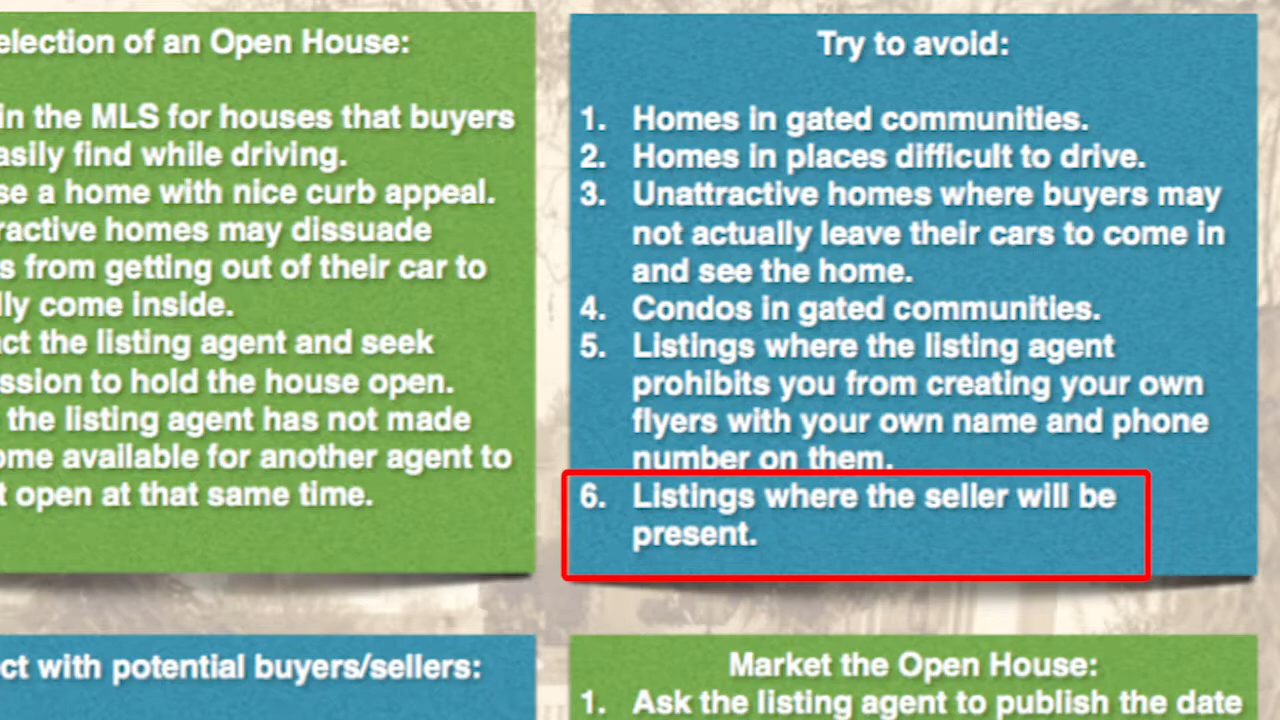 election of an Open House:
in the MLS for houses that buyers
asily find while driving.
se a home with nice curb appeal.
ractive homes may dissuade
s from getting out of their car to
lly come inside.
act the listing agent and seek
ssion to hold the house open.
the listing agent has not made
ome available for another agent to
t open at that same time.
Try to avoid:
1. Homes in gated communities.
2. Homes in places difficult to drive.
3. Unattractive homes where buyers may
not actually leave their cars to come in
and see the home.
4. Condos in gated communities.
5. Listings where the listing agent
prohibits you from creating your own
flyers with your own name and phone
number on them.
6. Listings where the seller will be
present.
ct with potential buyers/sellers:
Market the Open House:
1. Ask the listing agent to publish the date